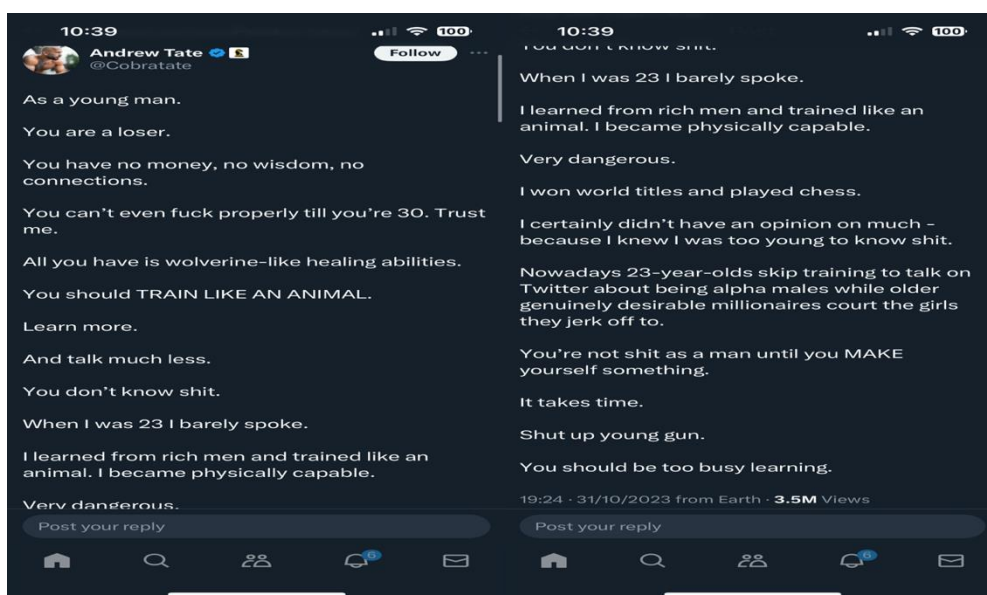 10:39
100
Andrew Tate
@Cobratate
Follow
As a young man.
You are a loser.
You have no money, no wisdom, no
connections.
You can't even fuck properly till you're 30. Trust
me.
All you have is wolverine-like healing abilities.
You should TRAIN LIKE AN ANIMAL.
Learn more.
And talk much less.
You don't know shit.
When I was 23 I barely spoke.
I learned from rich men and trained like an
animal. I became physically capable.
Very dangerous.
Post your reply
6
10:39
100
You don't know shit.
When I was 23 I barely spoke.
I learned from rich men and trained like an
animal. I became physically capable.
Very dangerous.
I won world titles and played chess.
I certainly didn't have an opinion on much -
because I knew I was too young to know shit.
Nowadays 23-year-olds skip training to talk on
Twitter about being alpha males while older
genuinely desirable millionaires court the girls
they jerk off to.
You're not shit as a man until you MAKE
yourself something.
It takes time.
Shut up young gun.
You should be too busy learning.
19:24 · 31/10/2023 from Earth · 3.5M Views
Post your reply
6